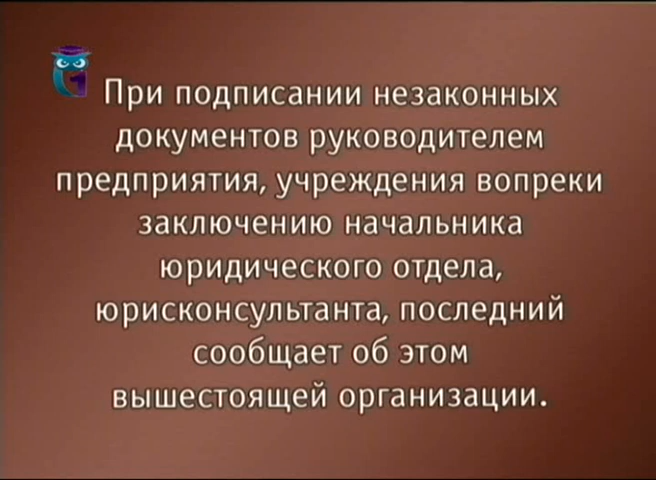 При подписании незаконных
документов руководителем
предприятия, учреждения вопреки
заключению начальника
юридического отдела,
юрисконсультанта, последний
сообщает об этом
вышестоящей организации.